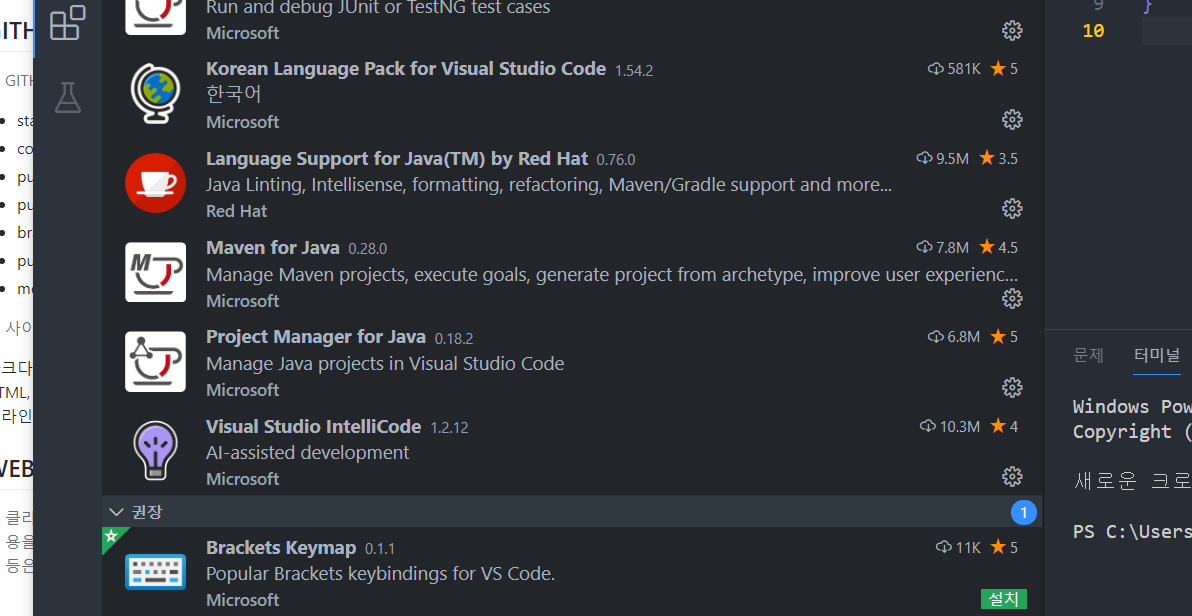 Run and debug JUnit or TestNG test cases
Microsoft
Korean Language Pack for Visual Studio Code 1.54.2
581K 5
한국어
Microsoft
Language Support for Java(TM) by Red Hat 0.76.0
9.5M 3.5
Java Linting, Intellisense, formatting, refactoring, Maven/Gradle support and more...
Red Hat
Maven for Java 0.28.0
7.8M 4.5
Manage Maven projects, execute goals, generate project from archetype, improve user experienc...
Microsoft
Project Manager for Java 0.18.2
6.8M 5
Manage Java projects in Visual Studio Code
Microsoft
Visual Studio IntelliCode 1.2.12
10.3M 4
AI-assisted development
Microsoft
권장
1
Brackets Keymap 0.1.1
11K 5
Popular Brackets keybindings for VS Code.
Microsoft
설치
9 }
10
문제 터미널
Windows Pow
Copyright (
새로운 크로
PS C:\Users
GITH
sta
co
pu
pu
br
pu
me
사이
크다
TML,
라인
WEB
클리
용을
등은